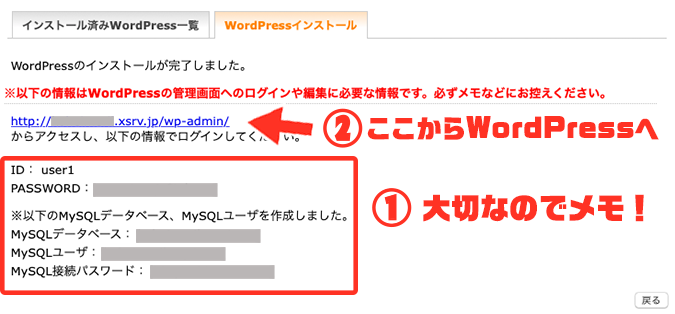 インストール済みWordPress一覧
WordPressインストール
WordPressのインストールが完了しました。
※以下の情報はWordPressの管理画面へのログインや編集に必要な情報です。必ずメモなどにお控えください。
http://
.xsrv.jp/wp-admin/
②ここからWordPressへ
からアクセスし、以下の情報でログインしてください。
ID： user1
PASSWORD：
① 大切なのでメモ！
※以下のMySQLデータベース、MySQLユーザを作成しました。
MySQLデータベース：
MySQLユーザ：
MySQL接続パスワード：
戻る